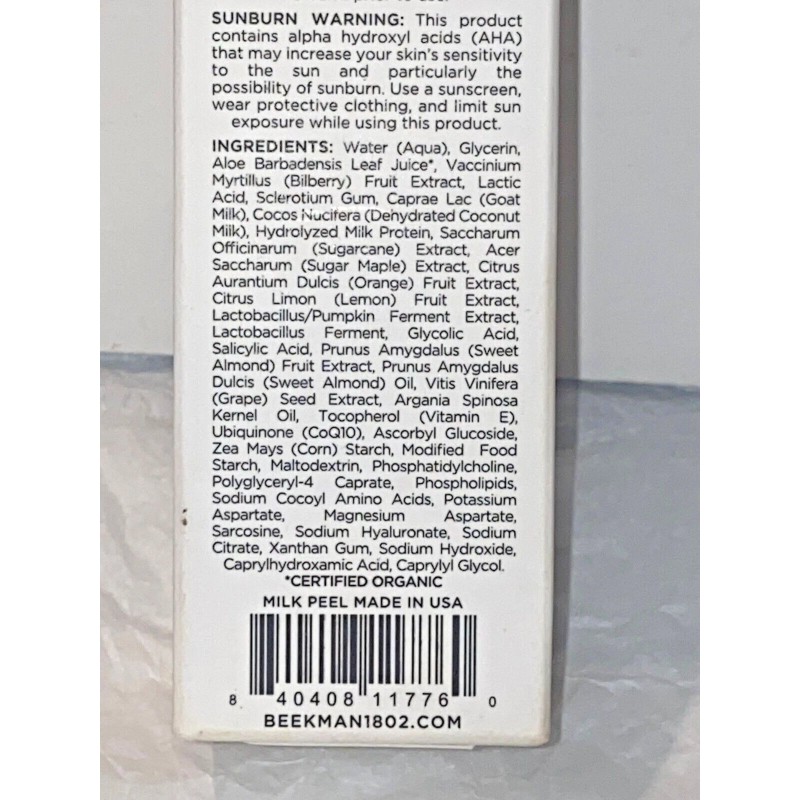 SUNBURN WARNING: This product
contains alpha hydroxyl acids (AHA)
that may increase your skin's sensitivity
to the sun and particularly the
possibility of sunburn. Use a sunscreen,
wear protective clothing, and limit sun
exposure while using this product.
INGREDIENTS: Water (Aqua), Glycerin,
Aloe Barbadensis Leaf Juice*, Vaccinium
Myrtillus (Bilberry) Fruit Extract, Lactic
Acid, Sclerotium Gum, Caprae Lac (Goat
Milk), Cocos Nucifera (Dehydrated Coconut
Milk), Hydrolyzed Milk Protein, Saccharum
Officinarum (Sugarcane) Extract, Acer
Saccharum (Sugar Maple) Extract, Citrus
Aurantium Dulcis (Orange) Fruit Extract,
Citrus Limon (Lemon) Fruit Extract,
Lactobacillus/Pumpkin Ferment Extract,
Lactobacillus Ferment, Glycolic Acid,
Salicylic Acid, Prunus Amygdalus (Sweet
Almond) Fruit Extract, Prunus Amygdalus
Dulcis (Sweet Almond) Oil, Vitis Vinifera
(Grape) Seed Extract, Argania Spinosa
Kernel Oil, Tocopherol (Vitamin E),
Ubiquinone (CoQ10), Ascorbyl Glucoside,
Zea Mays (Corn) Starch, Modified Food
Starch, Maltodextrin, Phosphatidylcholine,
Polyglyceryl-4 Caprate, Phospholipids,
Sodium Cocoyl Amino Acids, Potassium
Aspartate, Magnesium Aspartate,
Sarcosine, Sodium Hyaluronate, Sodium
Citrate, Xanthan Gum, Sodium Hydroxide,
Caprylhydroxamic Acid, Caprylyl Glycol.
*CERTIFIED ORGANIC
MILK PEEL MADE IN USA
8 40408 11776 0
BEEKMAN1802.COM